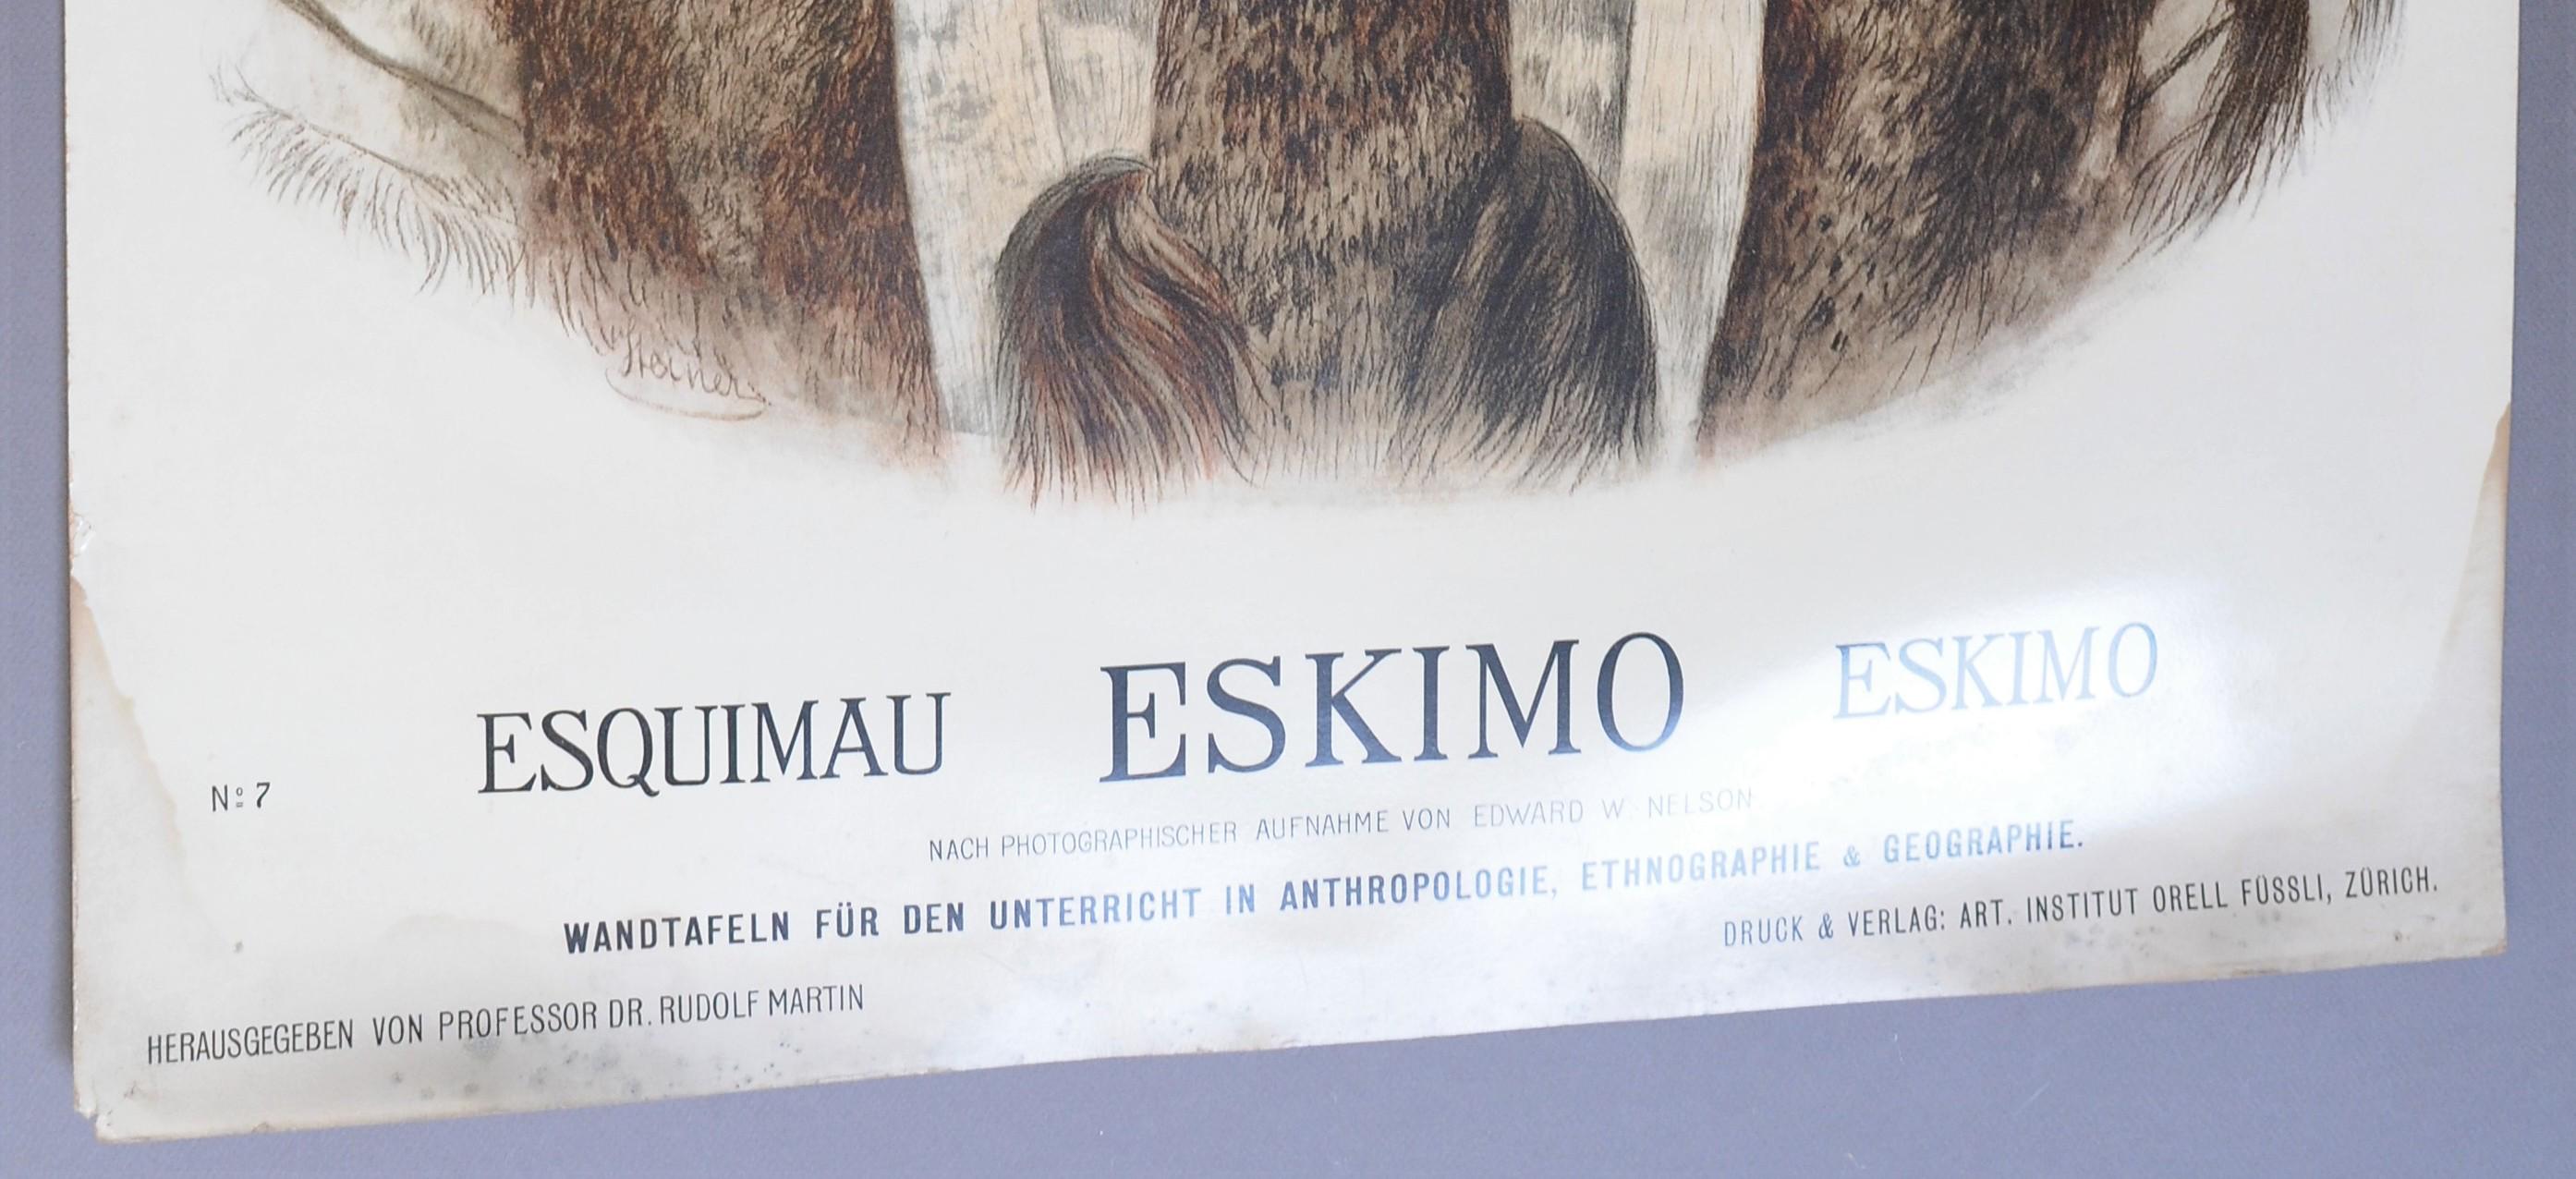 Steiner
ESQUIMAU ESKIMO ESKIMO
Nº 7
NACH PHOTOGRAPHISCHER AUFNAHME VON EDWARD W. NELSON
WANDTAFELN FÜR DEN UNTERRICHT IN ANTHROPOLOGIE, ETHNOGRAPHIE & GEOGRAPHIE.
HERAUSGEGEBEN VON PROFESSOR DR. RUDOLF MARTIN
DRUCK & VERLAG: ART. INSTITUT ORELL FÜSSLI, ZÜRICH.